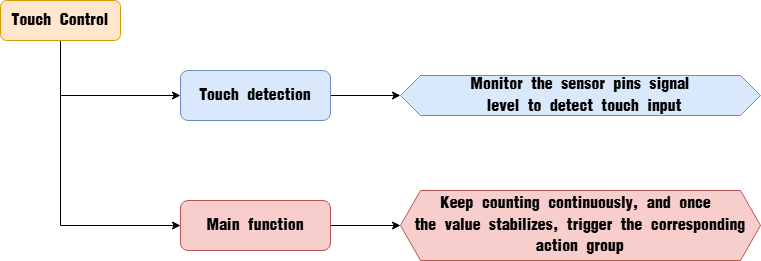 Touch Control
Touch detection
Monitor the sensor pins signal
level to detect touch input
Main function
Keep counting continuously, and once
the value stabilizes, trigger the corresponding
action group